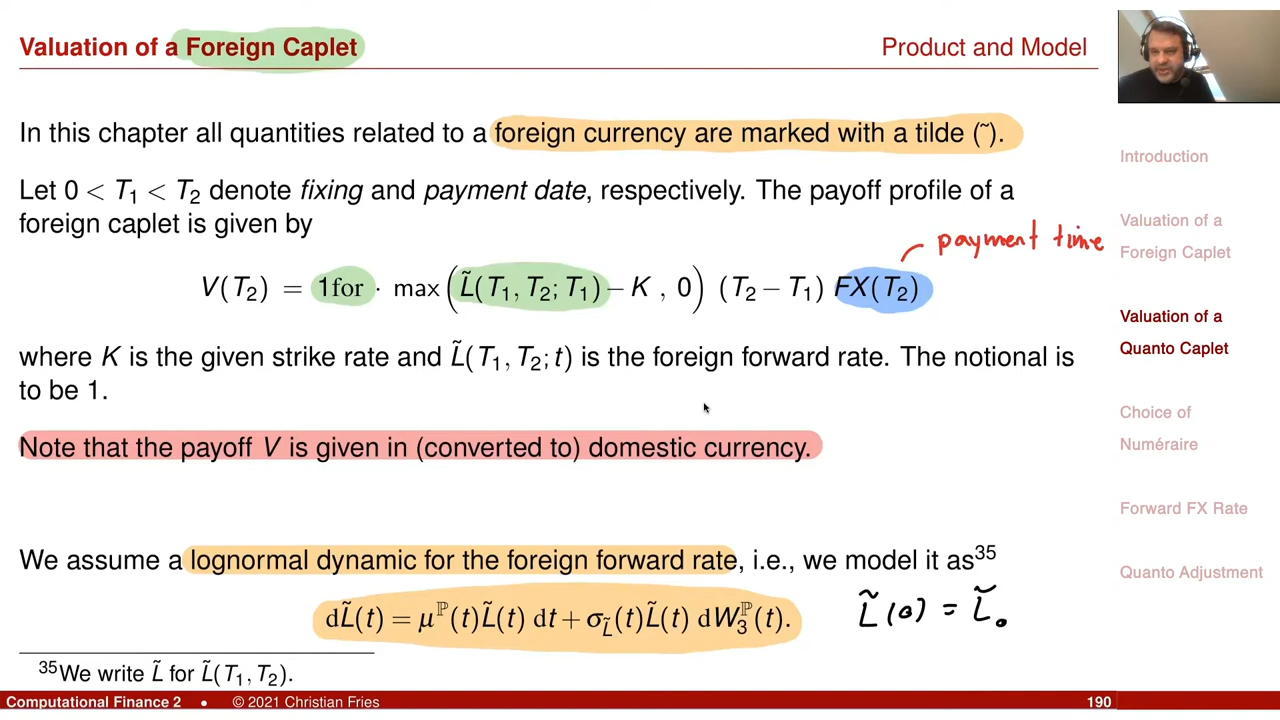 Valuation of a Foreign Caplet
Product and Model
In this chapter all quantities related to a foreign currency are marked with a tilde (˜).
Let 0 < T₁ < T₂ denote fixing and payment date, respectively. The payoff profile of a
foreign caplet is given by
payment time
V(T₂) = 1for · max(L̃(T₁, T₂; T₁) − K , 0) (T₂ − T₁) FX(T₂)
where K is the given strike rate and L̃(T₁, T₂; t) is the foreign forward rate. The notional is
to be 1.
Note that the payoff V is given in (converted to) domestic currency.
We assume a lognormal dynamic for the foreign forward rate, i.e., we model it as³⁵
dL̃(t) = μ^ℙ(t)L̃(t) dt + σ_L̃(t)L̃(t) dW₃^ℙ(t).
L̃(0) = L̃₀
³⁵We write L̃ for L̃(T₁, T₂).
Computational Finance 2 • © 2021 Christian Fries
190
Introduction
Valuation of a
Foreign Caplet
Valuation of a
Quanto Caplet
Choice of
Numéraire
Forward FX Rate
Quanto Adjustment